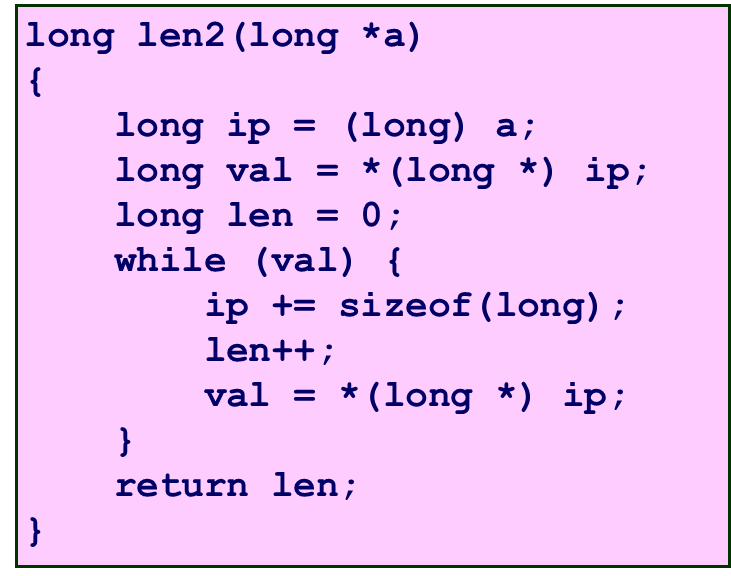 long len2(long *a)
{
    long ip = (long) a;
    long val = *(long *) ip;
    long len = 0;
    while (val) {
        ip += sizeof(long);
        len++;
        val = *(long *) ip;
    }
    return len;
}